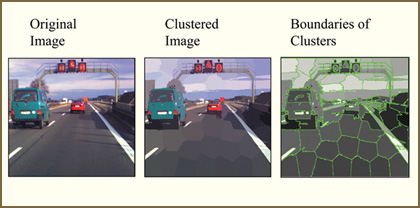 Original
Image
Clustered
Image
Boundaries of
Clusters